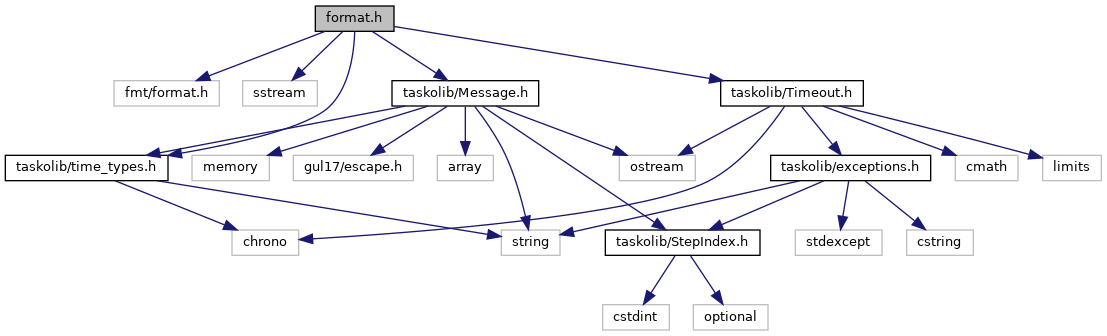 format.h
fmt/format.h
sstream
taskolib/Message.h
taskolib/Timeout.h
taskolib/time_types.h
memory
gul17/escape.h
array
ostream
taskolib/exceptions.h
cmath
limits
chrono
string
taskolib/StepIndex.h
stdexcept
cstring
cstdint
optional